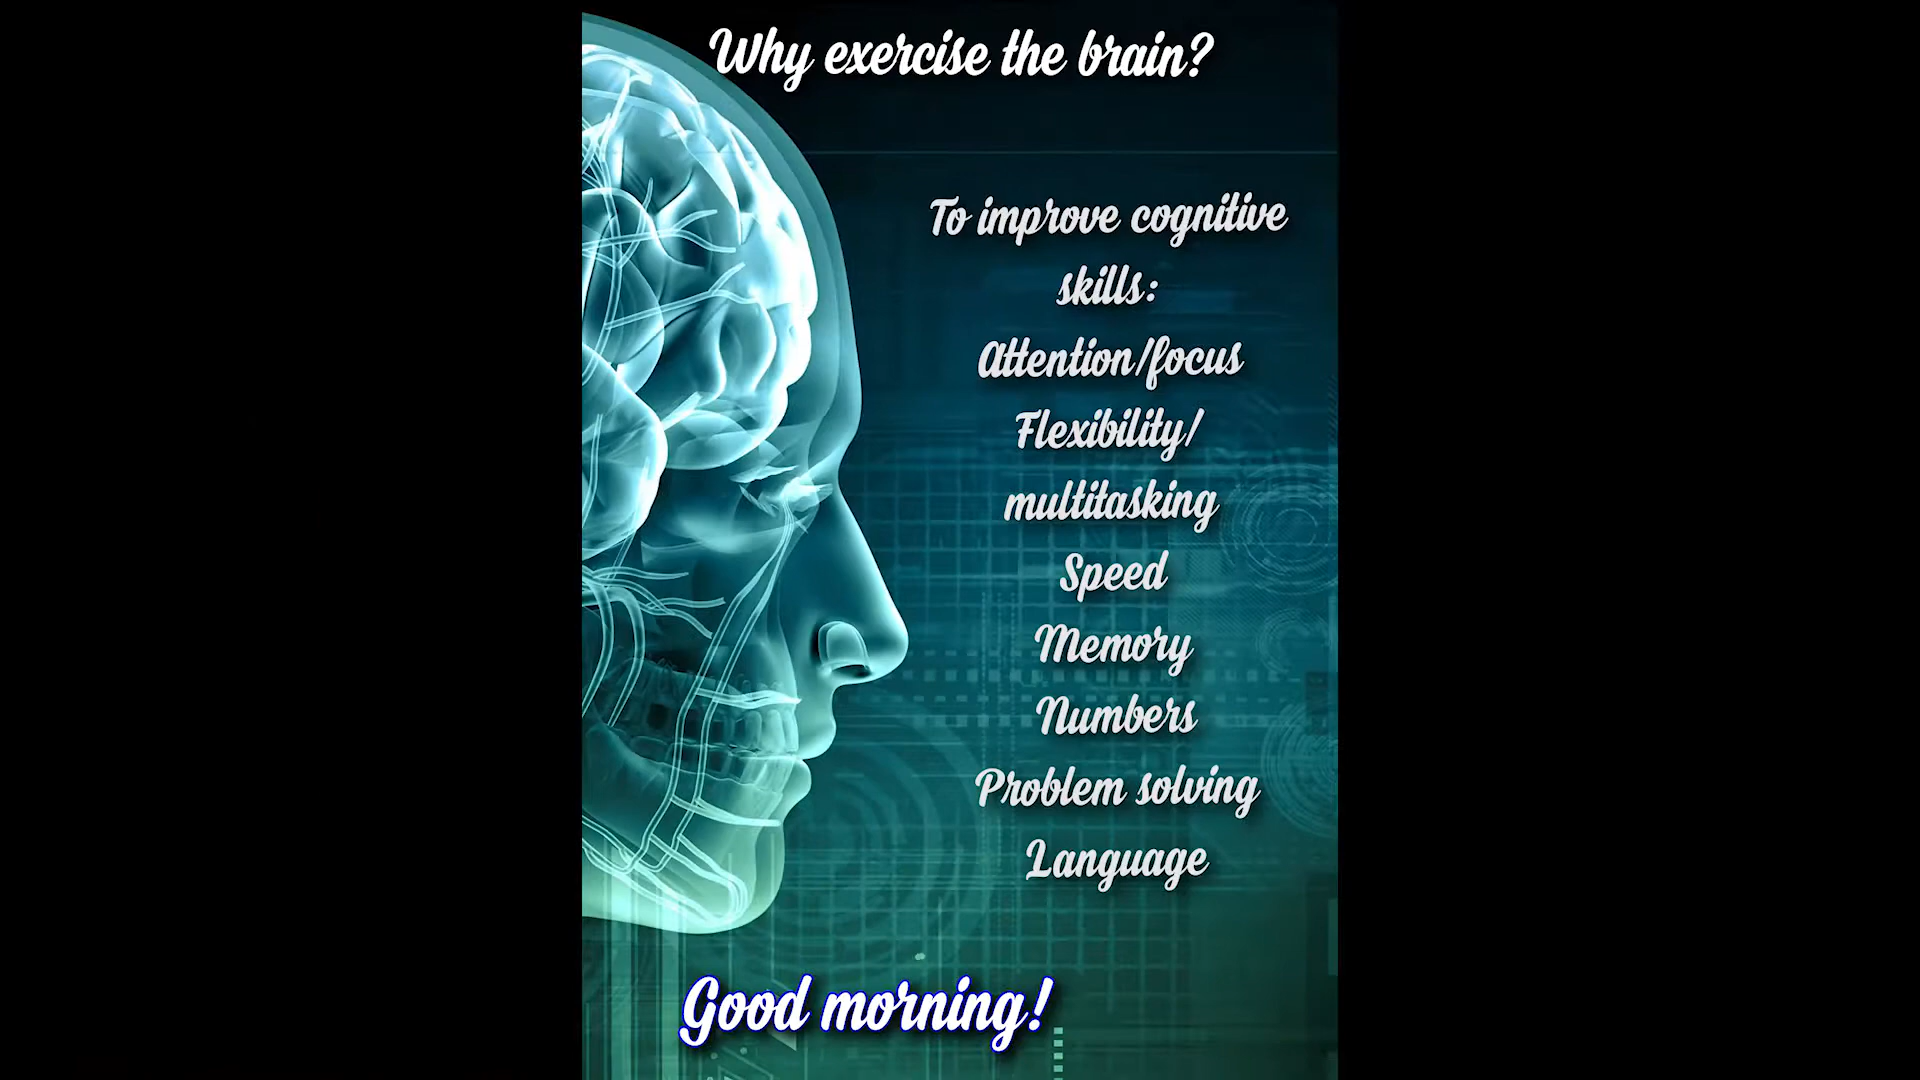 Why exercise the brain?
To improve cognitive
skills:
Attention/focus
Flexibility/
multitasking
Speed
Memory
Numbers
Problem solving
Language
Good morning!